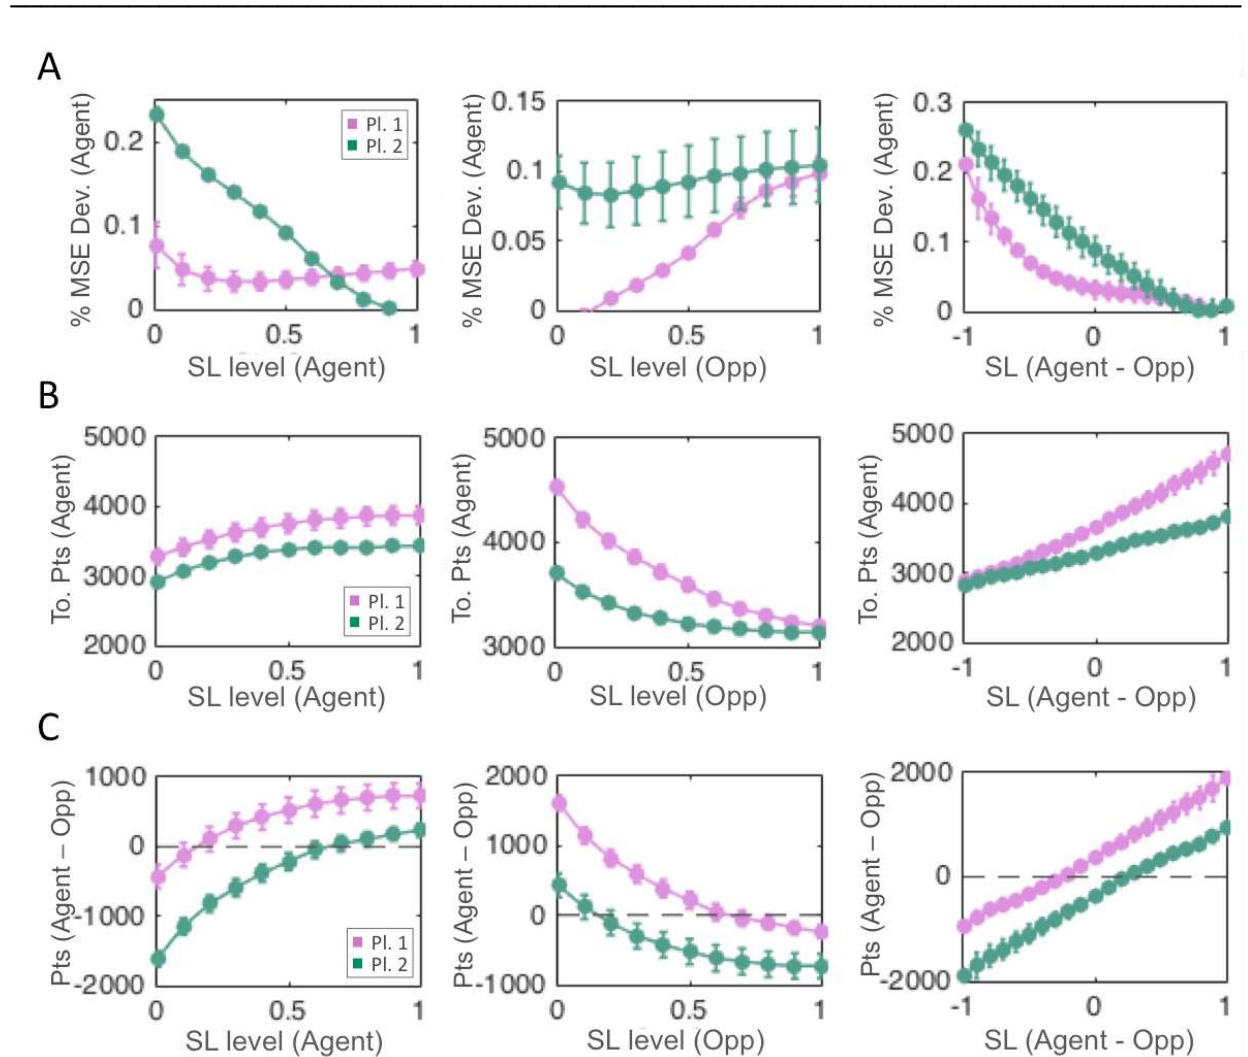 A
% MSE Dev. (Agent)
0.2
0.1
0
0
0.5
1
SL level (Agent)
Pl. 1
Pl. 2
% MSE Dev. (Agent)
0.15
0.1
0.05
0
0
0.5
1
SL level (Opp)
% MSE Dev. (Agent)
0.3
0.2
0.1
0
-1
0
1
SL (Agent - Opp)
B
To. Pts (Agent)
5000
4000
3000
2000
0
0.5
1
SL level (Agent)
Pl. 1
Pl. 2
To. Pts (Agent)
5000
4000
3000
0
0.5
1
SL level (Opp)
To. Pts (Agent)
5000
4000
3000
2000
-1
0
1
SL (Agent - Opp)
C
Pts (Agent – Opp)
1000
0
-1000
-2000
0
0.5
1
SL level (Agent)
Pl. 1
Pl. 2
Pts (Agent – Opp)
2000
1000
0
-1000
0
0.5
1
SL level (Opp)
Pts (Agent – Opp)
2000
0
-2000
-1
0
1
SL (Agent - Opp)